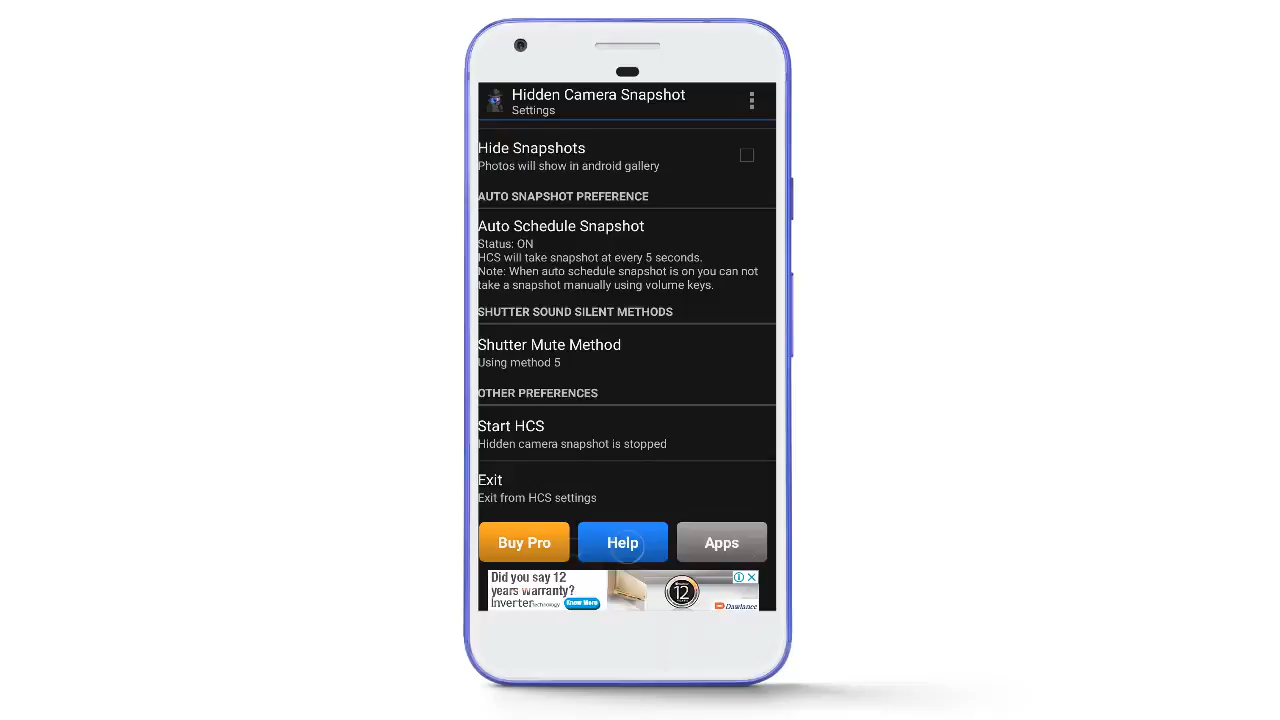 Hidden Camera Snapshot
Settings
Hide Snapshots
Photos will show in android gallery
AUTO SNAPSHOT PREFERENCE
Auto Schedule Snapshot
Status: ON
HCS will take snapshot at every 5 seconds.
Note: When auto schedule snapshot is on you can not
take a snapshot manually using volume keys.
SHUTTER SOUND SILENT METHODS
Shutter Mute Method
Using method 5
OTHER PREFERENCES
Start HCS
Hidden camera snapshot is stopped
Exit
Exit from HCS settings
Buy Pro
Help
Apps
Did you say 12
years warranty?
Inverter Technology
Know More
12
Dawlance